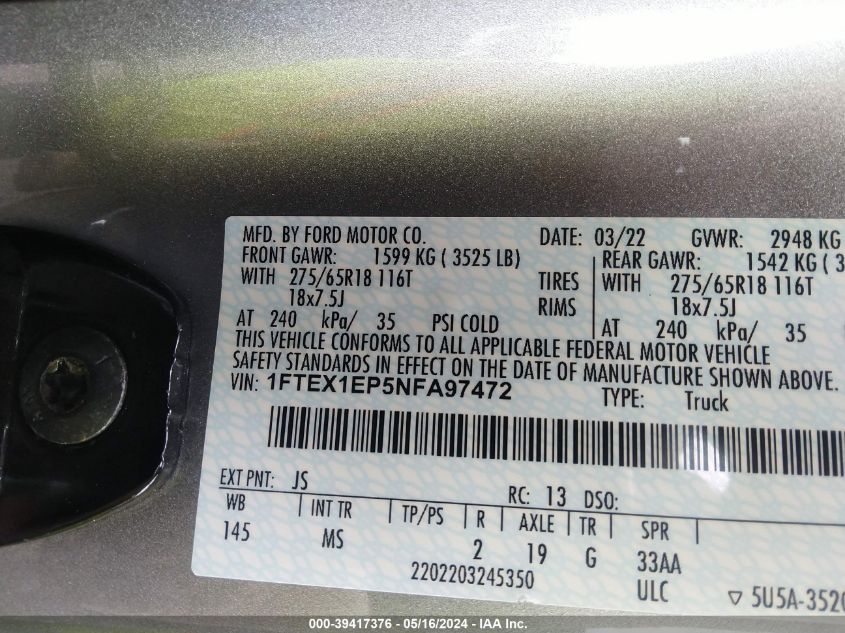 MFD. BY FORD MOTOR CO. DATE: 03/22 GVWR: 2948 KG
FRONT GAWR: 1599 KG ( 3525 LB) REAR GAWR: 1542 KG ( 3
WITH 275/65R18 116T TIRES WITH 275/65R18 116T
18x7.5J RIMS 18x7.5J
AT 240 kPa/ 35 PSI COLD AT 240 kPa/ 35
THIS VEHICLE CONFORMS TO ALL APPLICABLE FEDERAL MOTOR VEHICLE
SAFETY STANDARDS IN EFFECT ON THE DATE OF MANUFACTURE SHOWN ABOVE.
VIN: 1FTEX1EP5NFA97472 TYPE: Truck
EXT PNT: JS RC: 13 DSO:
WB INT TR TP/PS R AXLE TR SPR
145 MS 2 19 G 33AA
2202203245350 ULC ▽ 5U5A-3520
000-39417376 - 05/16/2024 - IAA Inc.